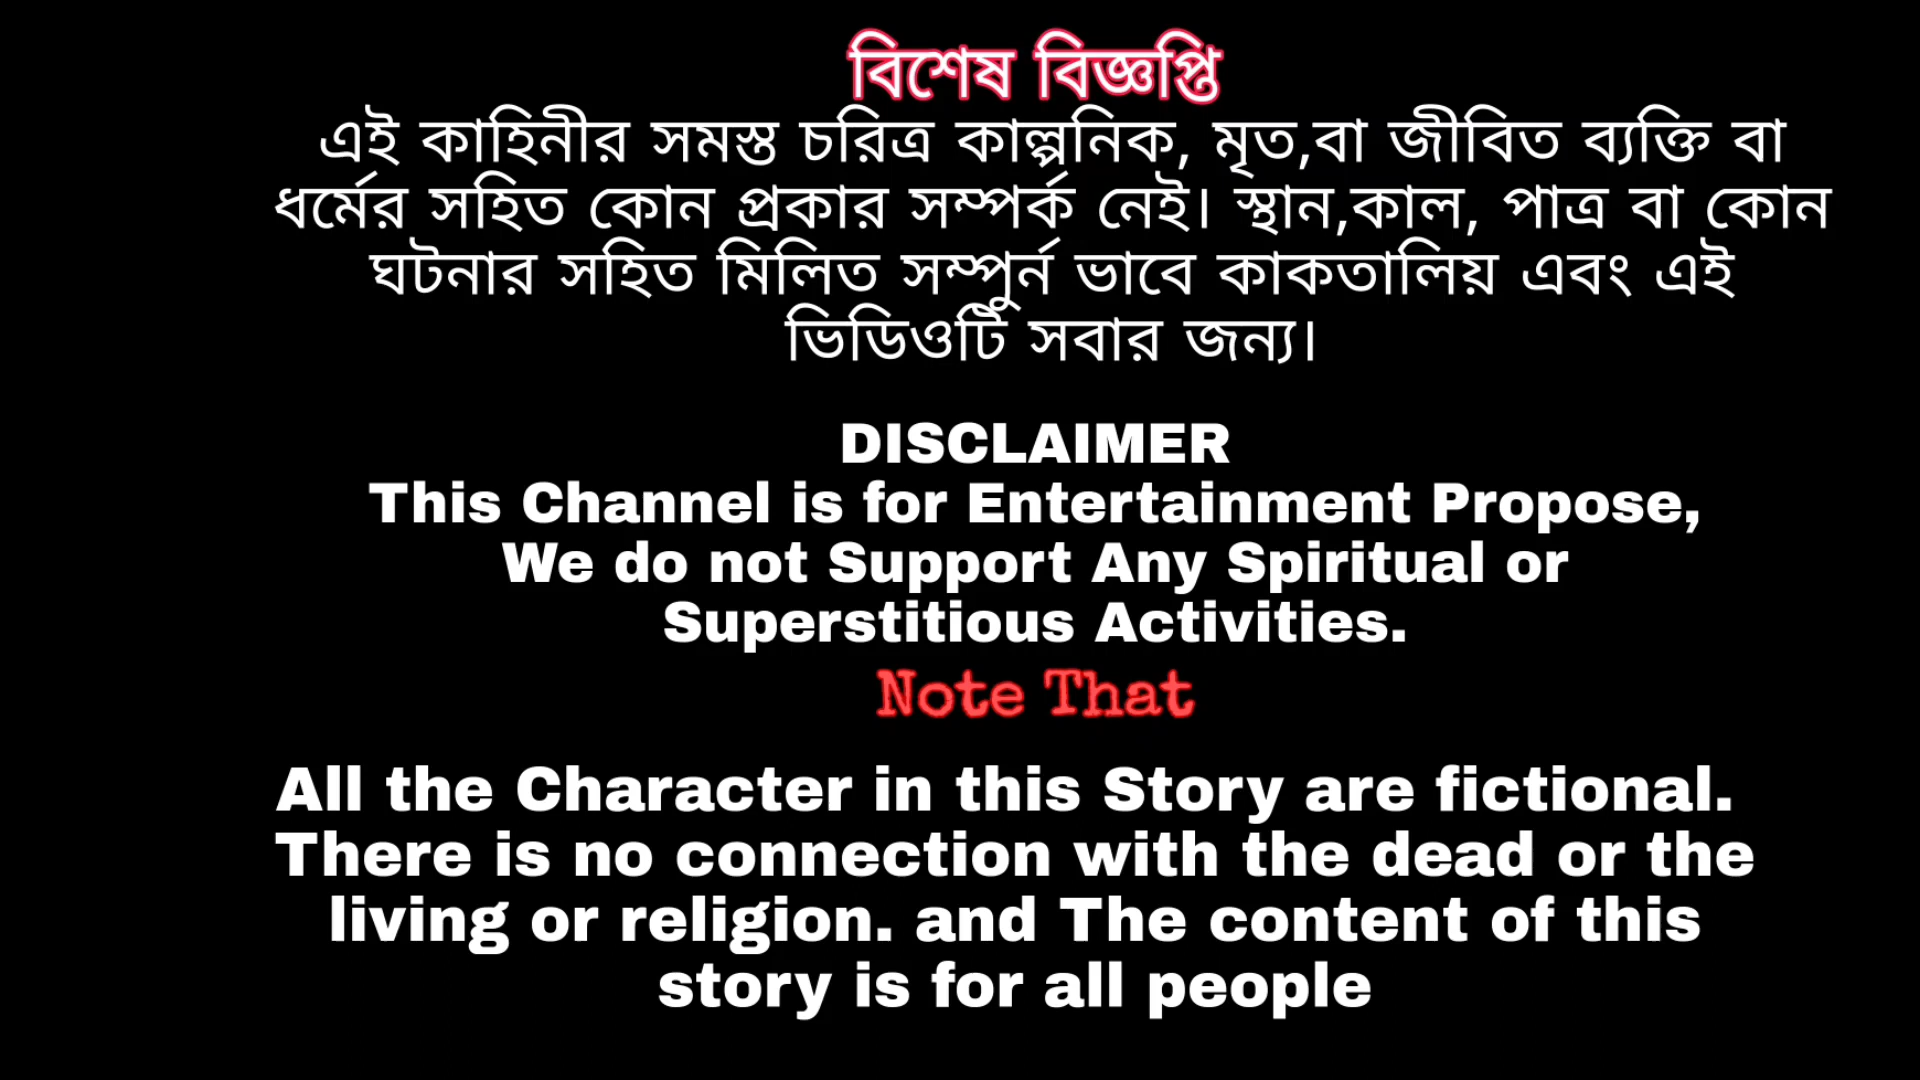 বিশেষ বিজ্ঞপ্তি
এই কাহিনীর সমস্ত চরিত্র কাল্পনিক, মৃত,বা জীবিত ব্যক্তি বা
ধর্মের সহিত কোন প্রকার সম্পর্ক নেই। স্থান,কাল, পাত্র বা কোন
ঘটনার সহিত মিলিত সম্পুর্ন ভাবে কাকতালিয় এবং এই
ভিডিওটি সবার জন্য।
DISCLAIMER
This Channel is for Entertainment Propose,
We do not Support Any Spiritual or
Superstitious Activities.
Note That
All the Character in this Story are fictional.
There is no connection with the dead or the
living or religion. and The content of this
story is for all people